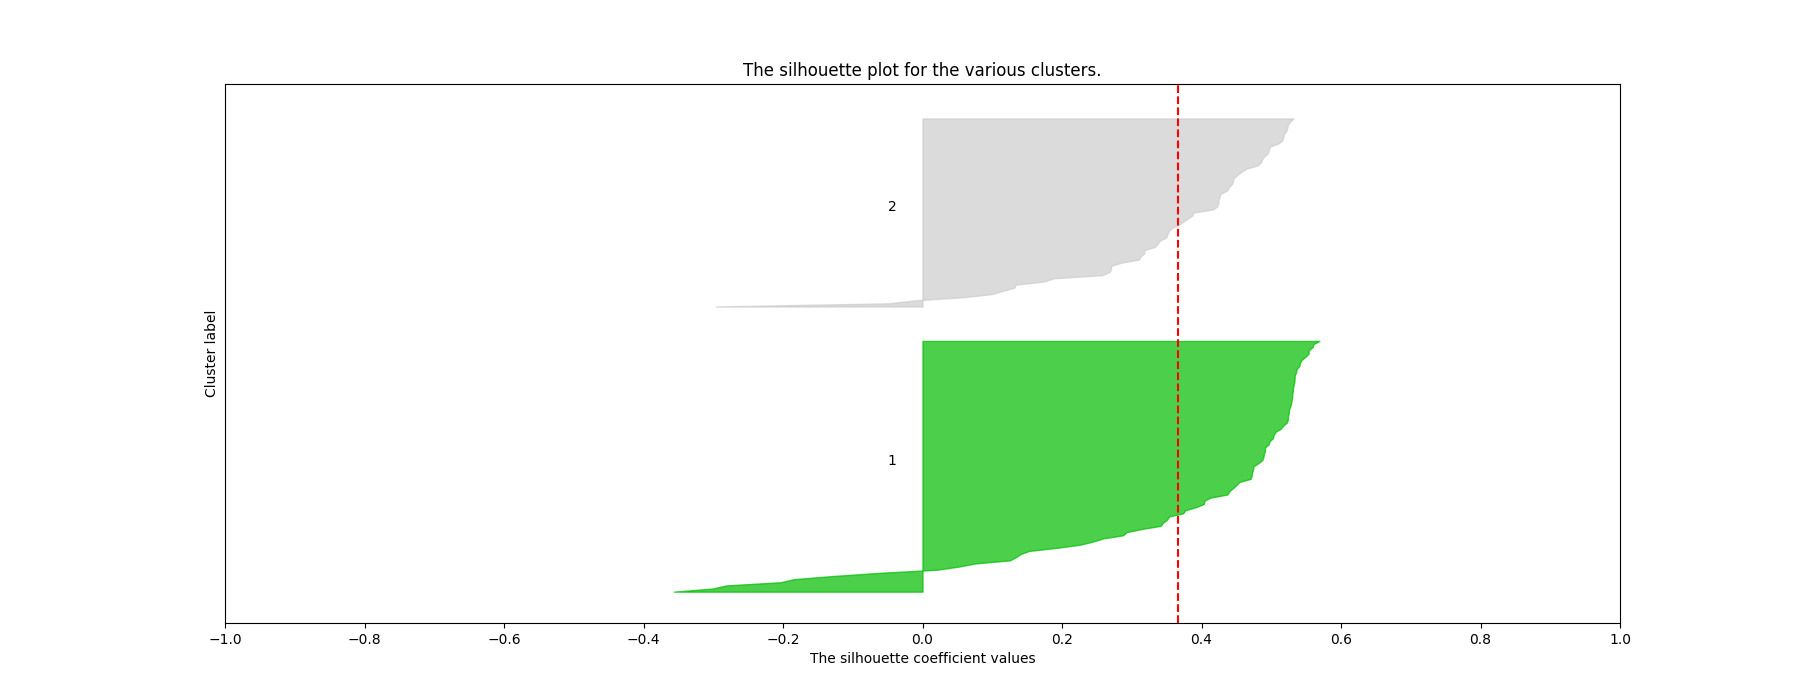 The silhouette plot for the various clusters.
2
1
Cluster label
−1.0 −0.8 −0.6 −0.4 −0.2 0.0 0.2 0.4 0.6 0.8 1.0
The silhouette coefficient values